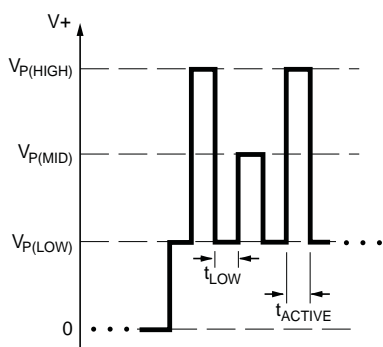 V+
VP(HIGH)
VP(MID)
VP(LOW)
tLOW
tACTIVE
0